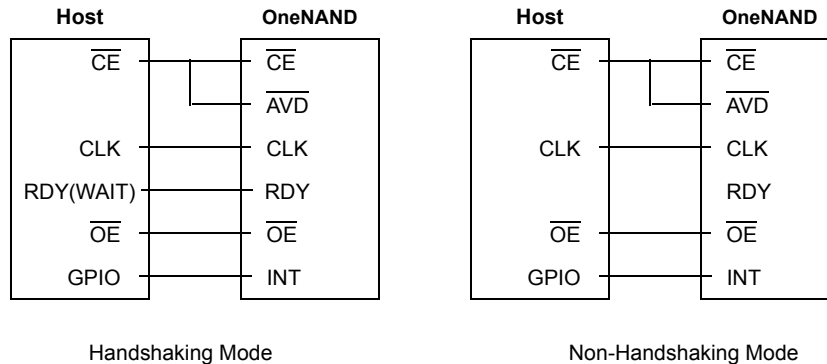 Host OneNAND Host OneNAND
CE CE CE CE
AVD AVD
CLK CLK CLK CLK
RDY(WAIT) RDY RDY
OE OE OE OE
GPIO INT GPIO INT
Handshaking Mode Non-Handshaking Mode